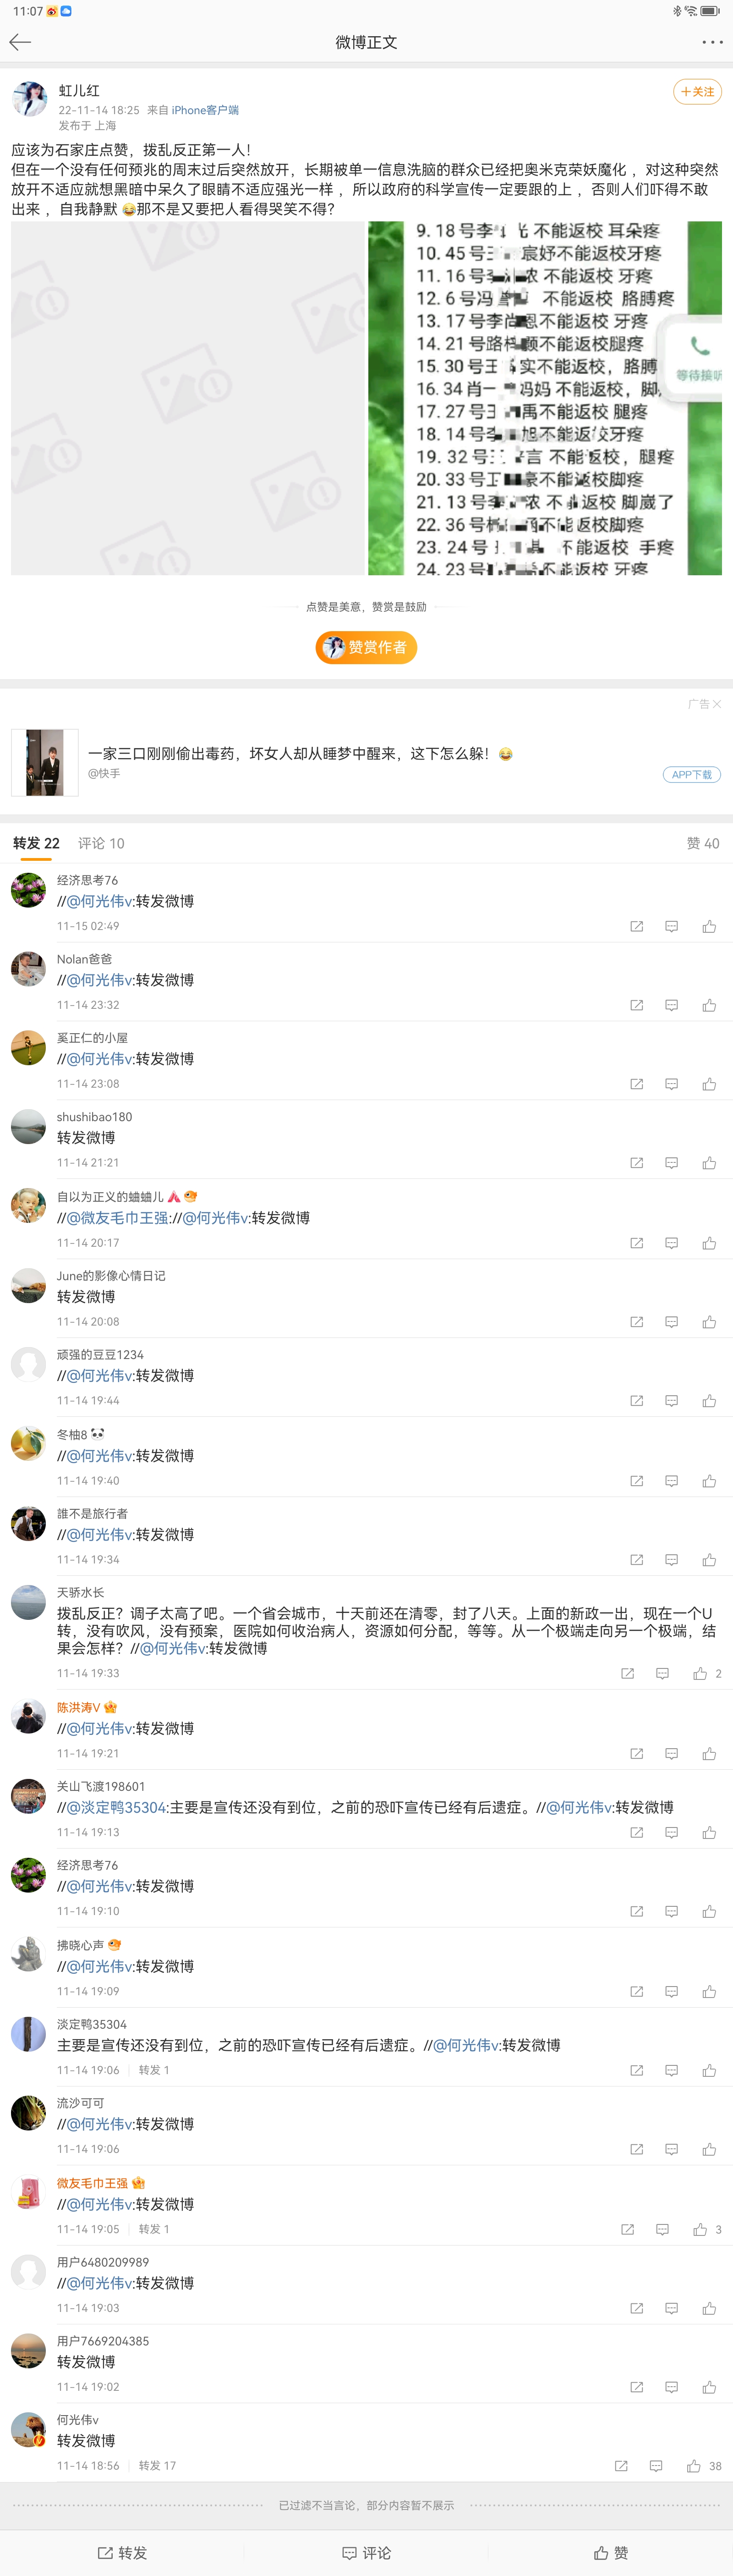 11:07
微博正文
虹儿红
22-11-14 18:25 来自 iPhone客户端
发布于 上海
+关注
应该为石家庄点赞，拨乱反正第一人！
但在一个没有任何预兆的周末过后突然放开，长期被单一信息洗脑的群众已经把奥米克荣妖魔化 ，对这种突然
放开不适应就想黑暗中呆久了眼睛不适应强光一样 ，所以政府的科学宣传一定要跟的上 ，否则人们吓得不敢
出来 ，自我静默 😂那不是又要把人看得哭笑不得？
9. 18号李 光 不能返校 耳朵疼
10. 45号 宸妤不能返校牙疼
11. 16号 浓 不能返校 牙疼
12. 6号冯 不能返校 胳膊疼
13. 17号李 恩不能返校 牙疼
14. 21号路 顾不能返校 腿疼
15. 30号王 实不能返校，胳膊
16. 34肖一 妈妈 不能返校，脚
17. 27号王 禹不能返校 腿疼
18. 14号 旭不能返校 牙疼
19. 32号 言 不能返校，腿疼
20. 33号王 不能返校脚疼
21. 13号 浓 不能返校 脚崴了
22. 36号 不能返校脚疼
23. 24号 不能返校 手疼
24. 23号 不能返校 牙疼
等待接听
点赞是美意，赞赏是鼓励
赞赏作者
广告
一家三口刚刚偷出毒药，坏女人却从睡梦中醒来，这下怎么躲！😂
@快手
APP下载
转发 22 评论 10 赞 40
经济思考76
//@何光伟v:转发微博
11-15 02:49
Nolan爸爸
//@何光伟v:转发微博
11-14 23:32
奚正仁的小屋
//@何光伟v:转发微博
11-14 23:08
shushibao180
转发微博
11-14 21:21
自以为正义的蛐蛐儿
//@微友毛巾王强://@何光伟v:转发微博
11-14 20:17
June的影像心情日记
转发微博
11-14 20:08
顽强的豆豆1234
//@何光伟v:转发微博
11-14 19:44
冬柚8
//@何光伟v:转发微博
11-14 19:40
誰不是旅行者
//@何光伟v:转发微博
11-14 19:34
天骄水长
拨乱反正？调子太高了吧。一个省会城市，十天前还在清零，封了八天。上面的新政一出，现在一个U
转，没有吹风，没有预案，医院如何收治病人，资源如何分配，等等。从一个极端走向另一个极端，结
果会怎样？//@何光伟v:转发微博
11-14 19:33 2
陈洪涛V
//@何光伟v:转发微博
11-14 19:21
关山飞渡198601
//@淡定鸭35304:主要是宣传还没有到位，之前的恐吓宣传已经有后遗症。//@何光伟v:转发微博
11-14 19:13
经济思考76
//@何光伟v:转发微博
11-14 19:10
拂晓心声
//@何光伟v:转发微博
11-14 19:09
淡定鸭35304
主要是宣传还没有到位，之前的恐吓宣传已经有后遗症。//@何光伟v:转发微博
11-14 19:06 转发 1
流沙可可
//@何光伟v:转发微博
11-14 19:06
微友毛巾王强
//@何光伟v:转发微博
11-14 19:05 转发 1 3
用户6480209989
//@何光伟v:转发微博
11-14 19:03
用户7669204385
转发微博
11-14 19:02
何光伟v
转发微博
11-14 18:56 转发 17 38
已过滤不当言论，部分内容暂不展示
转发 评论 赞